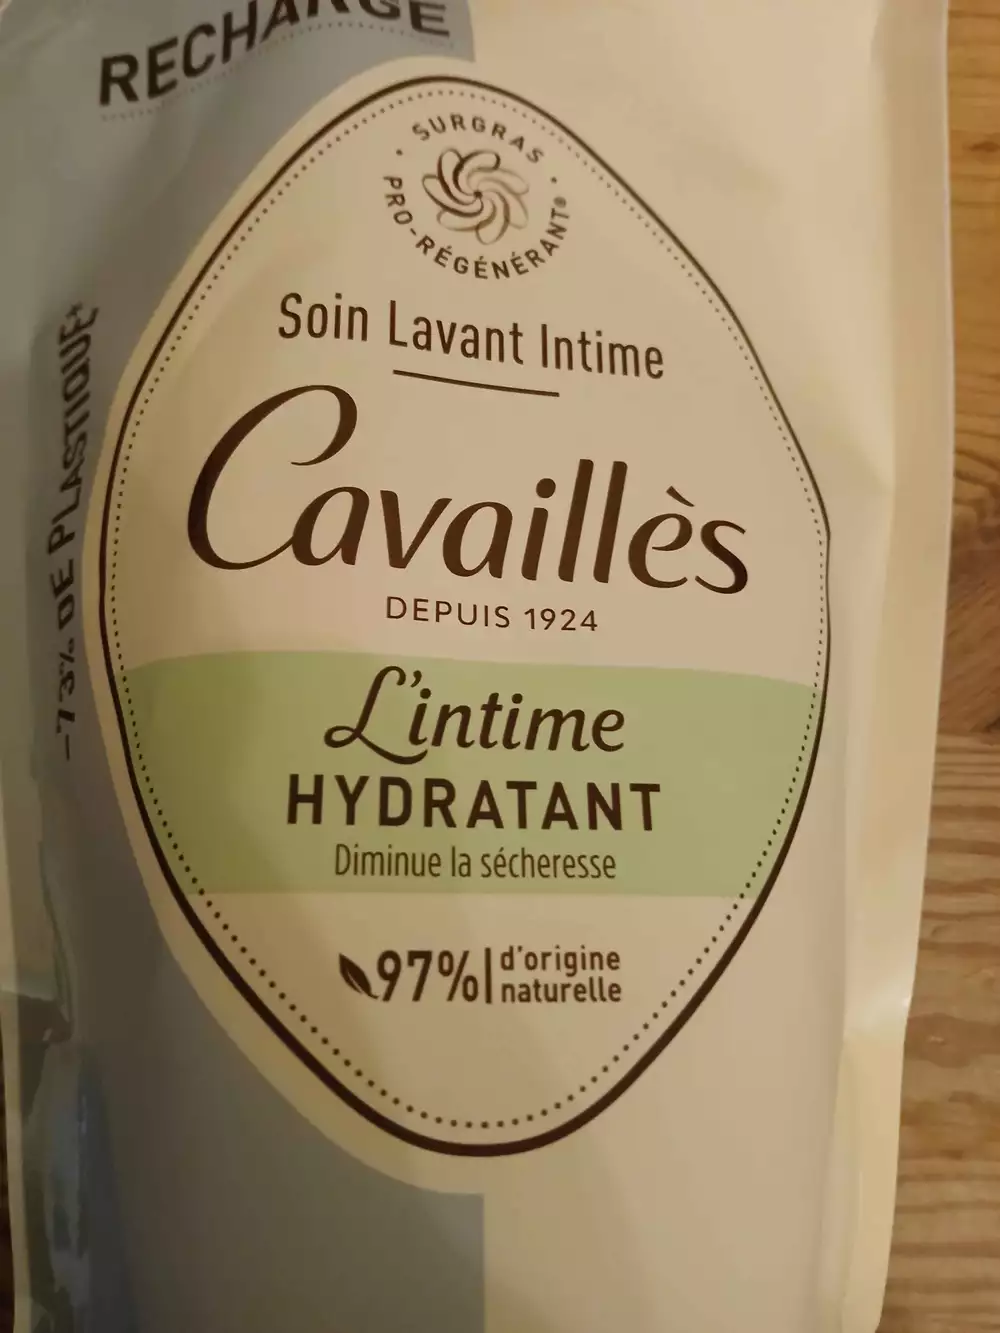 RECHARGE
SURGRAS
PRO-RÉGÉNÉRANT®
Soin Lavant Intime
Cavaillès
DEPUIS 1924
L'intime
HYDRATANT
Diminue la sécheresse
97% d'origine
naturelle
-73% DE PLASTIQUE*